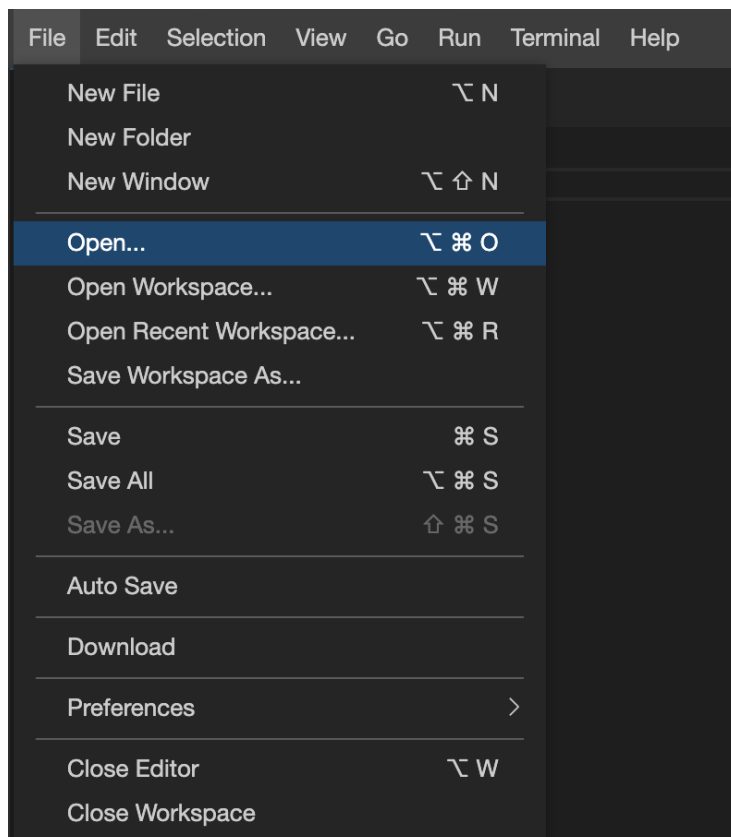 File Edit Selection View Go Run Terminal Help
New File ⌥ N
New Folder
New Window ⌥ ⇧ N
Open... ⌥ ⌘ O
Open Workspace... ⌥ ⌘ W
Open Recent Workspace... ⌥ ⌘ R
Save Workspace As...
Save ⌘ S
Save All ⌥ ⌘ S
Save As... ⇧ ⌘ S
Auto Save
Download
Preferences
Close Editor ⌥ W
Close Workspace